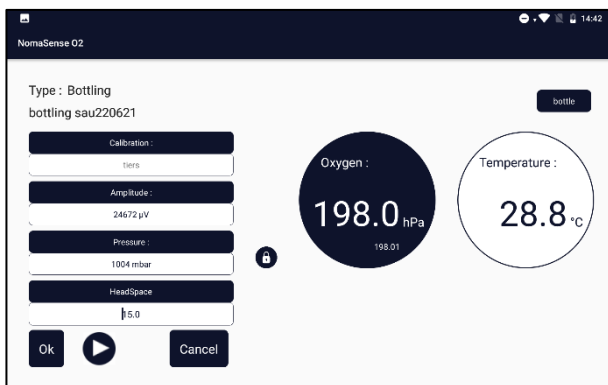 14:42
NomaSense O2
Type : Bottling
bottling sau220621
bottle
Calibration :
tiers
Amplitude :
24672 µV
Pressure :
1004 mbar
HeadSpace
15.0
Ok
Cancel
Oxygen :
198.0 hPa
198.01
Temperature :
28.8 °c